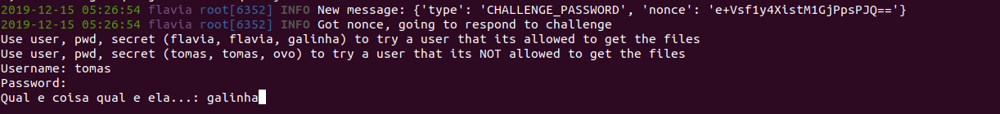 2019-12-15 05:26:54 flavia root[6352] INFO New message: {'type': 'CHALLENGE_PASSWORD', 'nonce': 'e+Vsf1y4XistM1GjPpsPJQ=='}
2019-12-15 05:26:54 flavia root[6352] INFO Got nonce, going to respond to challenge
Use user, pwd, secret (flavia, flavia, galinha) to try a user that its allowed to get the files
Use user, pwd, secret (tomas, tomas, ovo) to try a user that its NOT allowed to get the files
Username: tomas
Password:
Qual e coisa qual e ela...: galinha